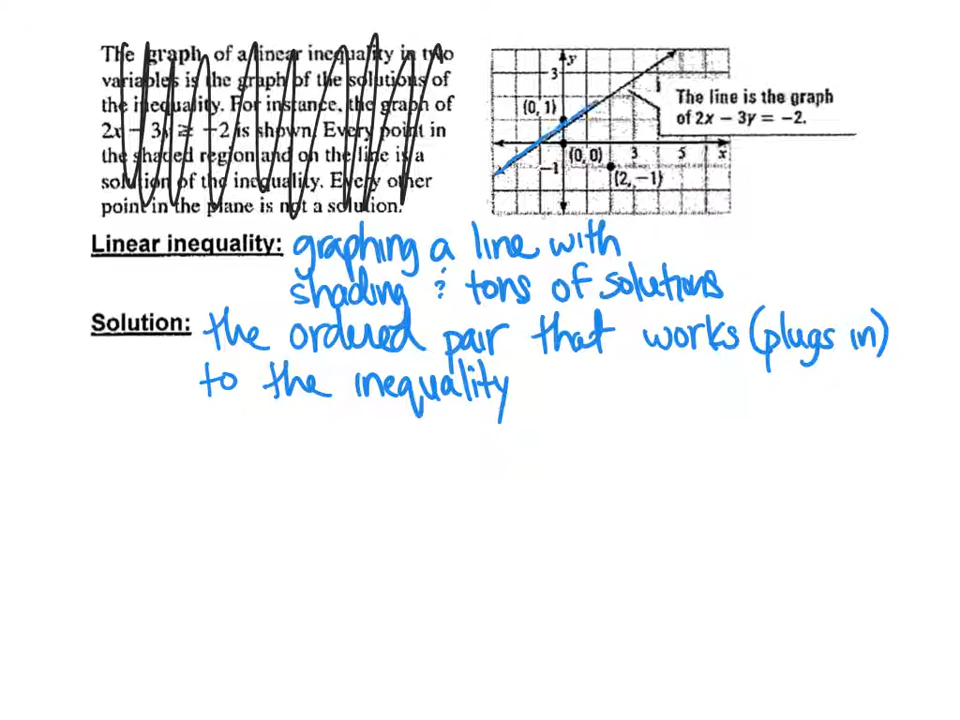 The graph of a linear inequality in two
variables is the graph of the solutions of
the inequality. For instance, the graph of
2x − 3y ≥ −2 is shown. Every point in
the shaded region and on the line is a
solution of the inequality. Every other
point in the plane is not a solution.
y
3
(0, 1)
(0, 0)
3
5
x
−1
(2, −1)
1
The line is the graph
of 2x − 3y = −2.
Linear inequality: graphing a line with
shading & tons of solutions
Solution: the ordered pair that works (plugs in)
to the inequality